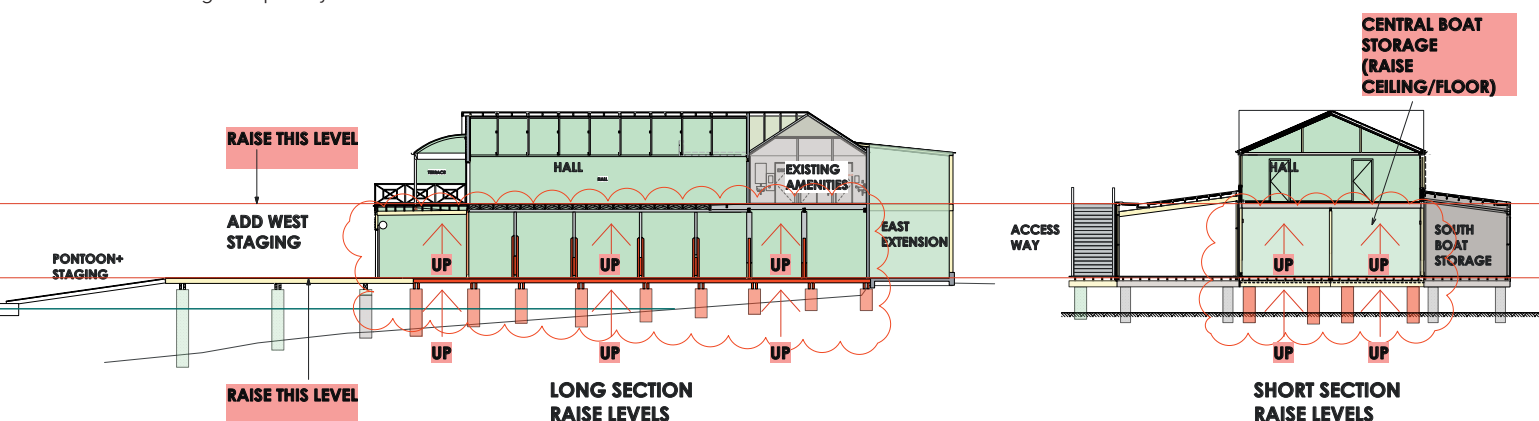 CENTRAL BOAT
STORAGE
(RAISE
CEILING/FLOOR)
RAISE THIS LEVEL
HALL
EXISTING
AMENITIES
HALL
TERRACE
ADD WEST
STAGING
EAST
EXTENSION
ACCESS
WAY
SOUTH
BOAT
STORAGE
PONTOON+
STAGING
UP
UP
UP
UP
UP
UP
UP
UP
UP
UP
RAISE THIS LEVEL
LONG SECTION
RAISE LEVELS
SHORT SECTION
RAISE LEVELS